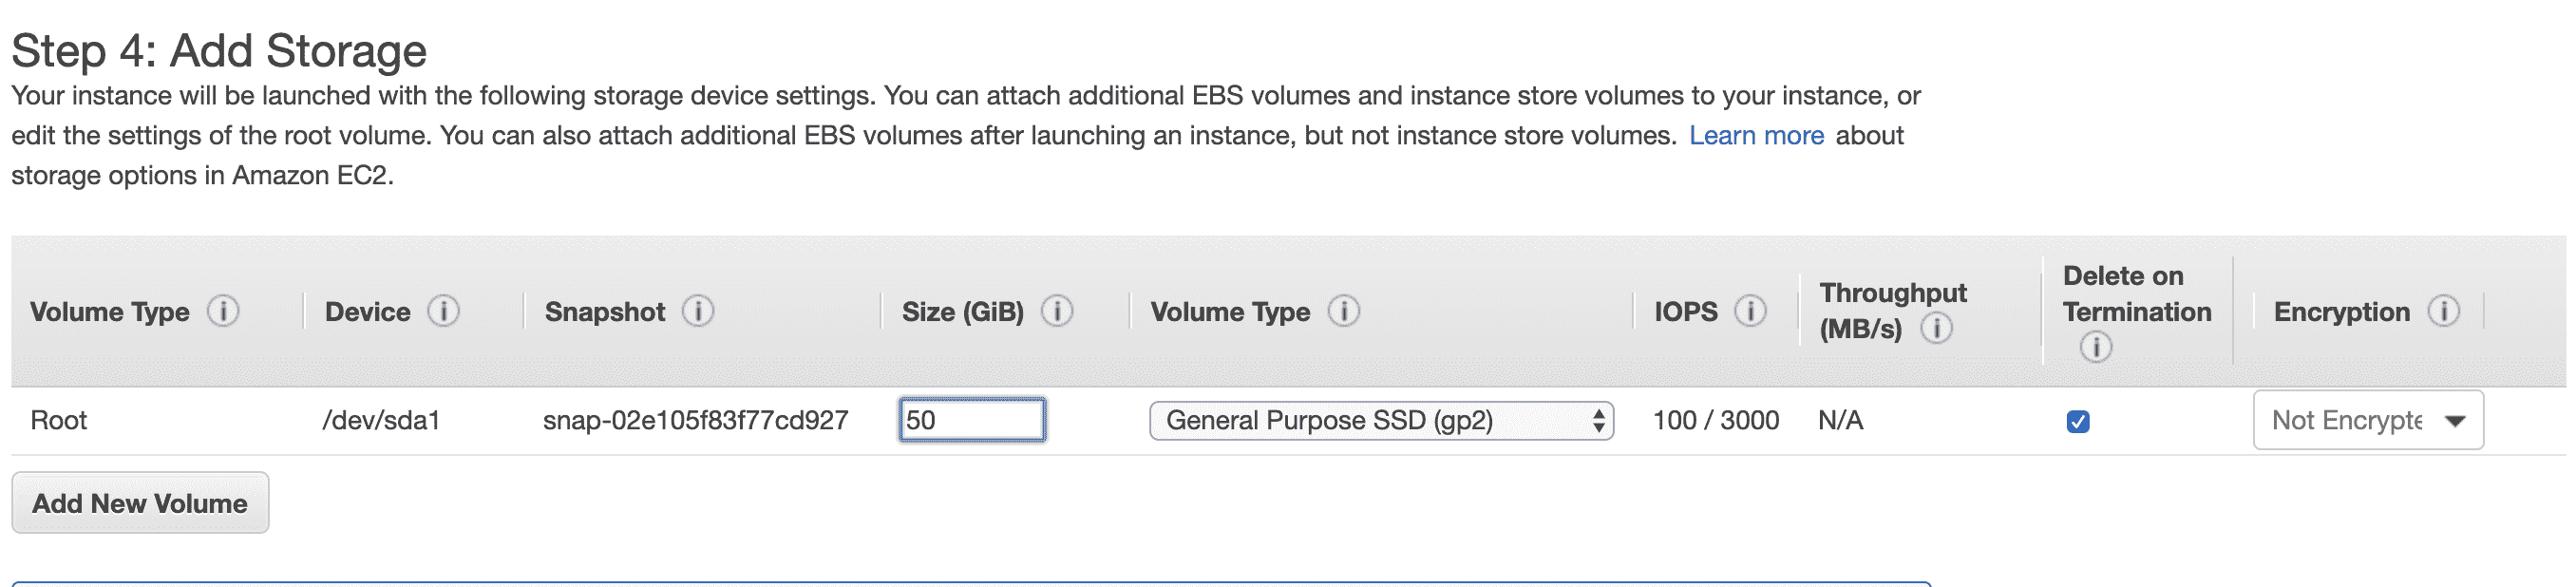 Step 4: Add Storage
Your instance will be launched with the following storage device settings. You can attach additional EBS volumes and instance store volumes to your instance, or
edit the settings of the root volume. You can also attach additional EBS volumes after launching an instance, but not instance store volumes. Learn more about
storage options in Amazon EC2.
Volume Type Device Snapshot Size (GiB) Volume Type IOPS Throughput (MB/s) Delete on Termination Encryption
Root /dev/sda1 snap-02e105f83f77cd927 50 General Purpose SSD (gp2) 100 / 3000 N/A Not Encrypte
Add New Volume